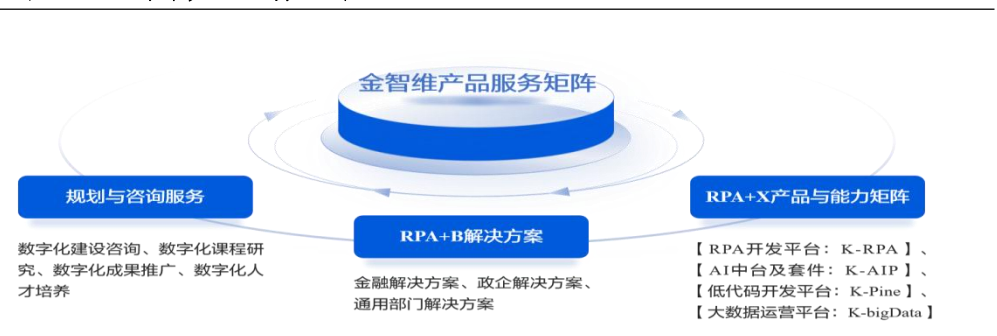 金智维产品服务矩阵
规划与咨询服务
数字化建设咨询、数字化课程研
究、数字化成果推广、数字化人
才培养
RPA+B解决方案
金融解决方案、政企解决方案、
通用部门解决方案
RPA+X产品与能力矩阵
【RPA开发平台：K-RPA】、
【AI中台及套件：K-AIP】、
【低代码开发平台：K-Pine】、
【大数据运营平台：K-bigData】